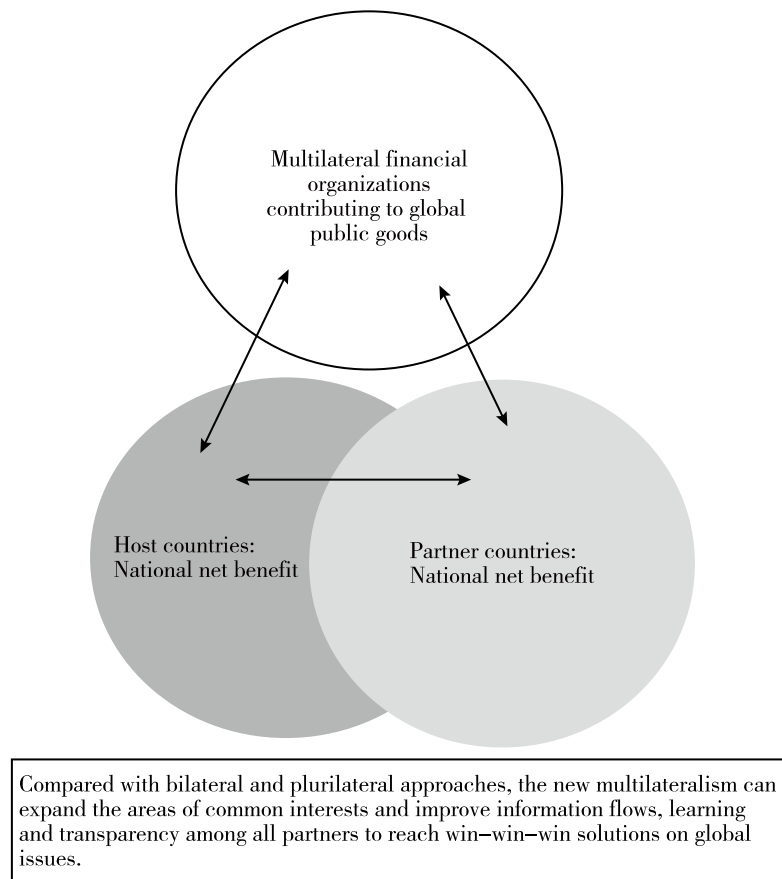 Multilateral financial
organizations
contributing to global
public goods
Host countries:
National net benefit
Partner countries:
National net benefit
Compared with bilateral and plurilateral approaches, the new multilateralism can
expand the areas of common interests and improve information flows, learning
and transparency among all partners to reach win–win–win solutions on global
issues.